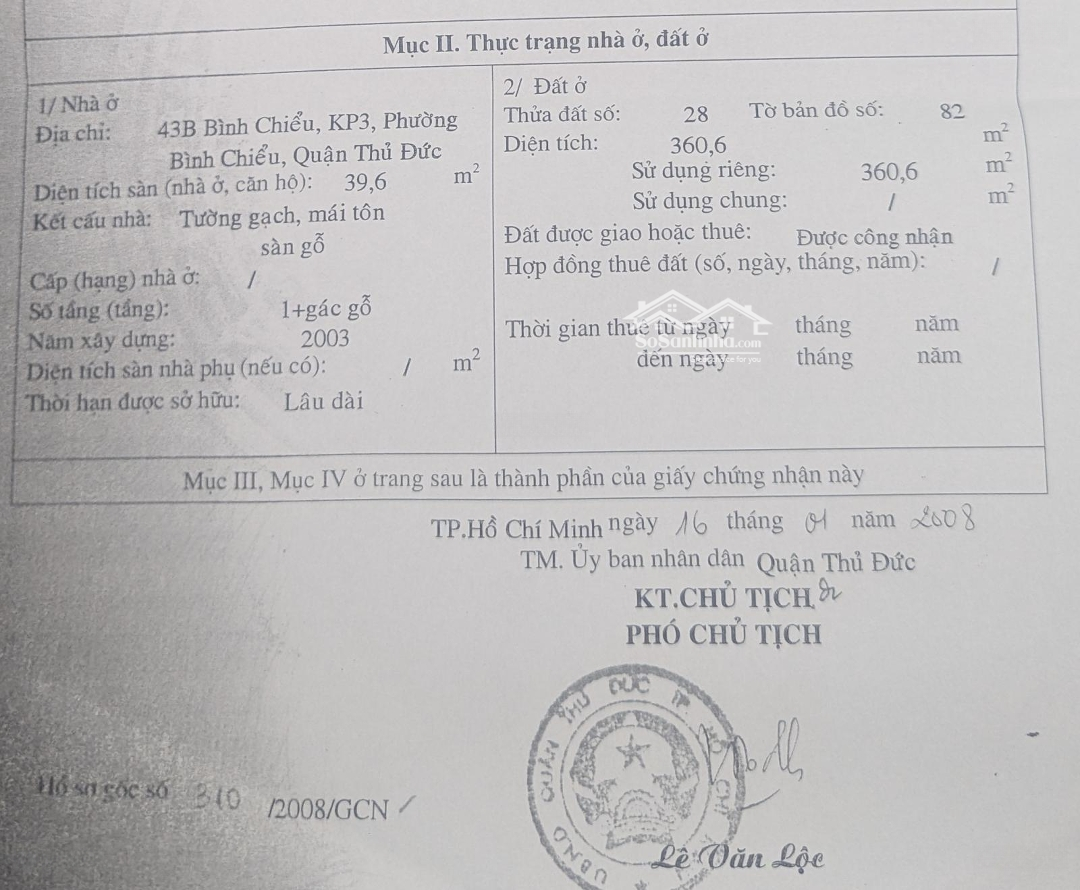 Mục II. Thực trạng nhà ở, đất ở
1/ Nhà ở
Địa chỉ: 43B Bình Chiểu, KP3, Phường
Bình Chiểu, Quận Thủ Đức
Diện tích sàn (nhà ở, căn hộ): 39,6 m²
Kết cấu nhà: Tường gạch, mái tôn
sàn gỗ
Cấp (hạng) nhà ở: /
Số tầng (tầng): 1+gác gỗ
Năm xây dựng: 2003
Diện tích sàn nhà phụ (nếu có): / m²
Thời hạn được sở hữu: Lâu dài
2/ Đất ở
Thửa đất số: 28 Tờ bản đồ số: 82
Diện tích: 360,6 m²
Sử dụng riêng: 360,6 m²
Sử dụng chung: / m²
Đất được giao hoặc thuê: Được công nhận
Hợp đồng thuê đất (số, ngày, tháng, năm): /
Thời gian thuê từ ngày tháng năm
đến ngày tháng năm
SoSanNha.com
Mục III, Mục IV ở trang sau là thành phần của giấy chứng nhận này
TP.Hồ Chí Minh ngày 16 tháng 01 năm 2008
TM. Ủy ban nhân dân Quận Thủ Đức
KT.CHỦ TỊCH
PHÓ CHỦ TỊCH
U.B.N.D QUẬN THỦ ĐỨC TP. HỒ CHÍ
Lê Văn Lộc
Hồ sơ gốc số 310 /2008/GCN